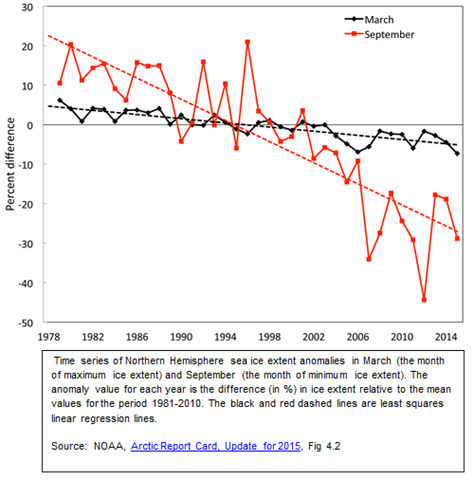 30
20
10
0
-10
-20
-30
-40
-50
Percent difference
March
September
1978 1982 1986 1990 1994 1998 2002 2006 2010 2014
Time series of Northern Hemisphere sea ice extent anomalies in March (the month
of maximum ice extent) and September (the month of minimum ice extent). The
anomaly value for each year is the difference (in %) in ice extent relative to the mean
values for the period 1981-2010. The black and red dashed lines are least squares
linear regression lines.
Source: NOAA, Arctic Report Card, Update for 2015, Fig 4.2